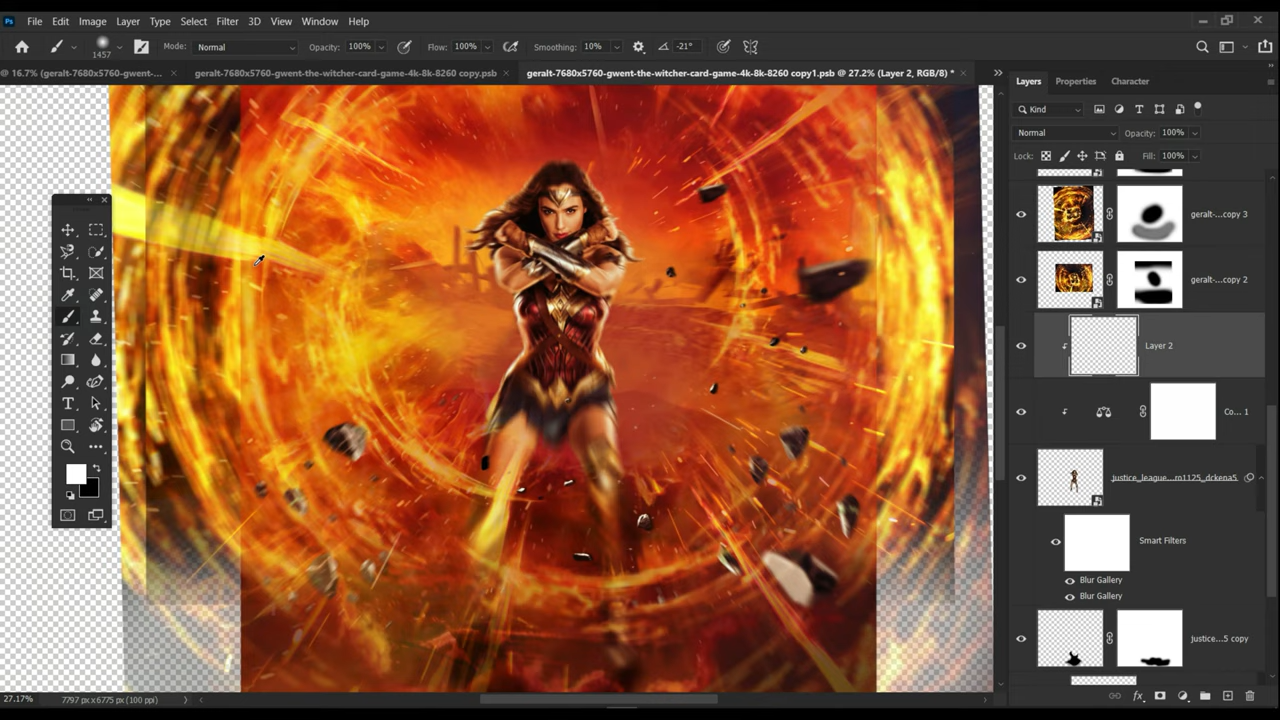 Ps File Edit Image Layer Type Select Filter 3D View Window Help
1457 Mode: Normal Opacity: 100% Flow: 100% Smoothing: 10% -21°
@ 16.7% (geralt-7680x5760-gwent-... geralt-7680x5760-gwent-the-witcher-card-game-4k-8k-8260 copy.psb geralt-7680x5760-gwent-the-witcher-card-game-4k-8k-8260 copy1.psb @ 27.2% (Layer 2, RGB/8) *
Layers Properties Character
Kind
Normal Opacity: 100%
Lock: Fill: 100%
geralt-...copy 3
geralt-...copy 2
Layer 2
Co... 1
justice_league...ro1125_drkena5
Smart Filters
Blur Gallery
Blur Gallery
justice...5 copy
27.17% 7797 px x 6775 px (100 ppi)
fx